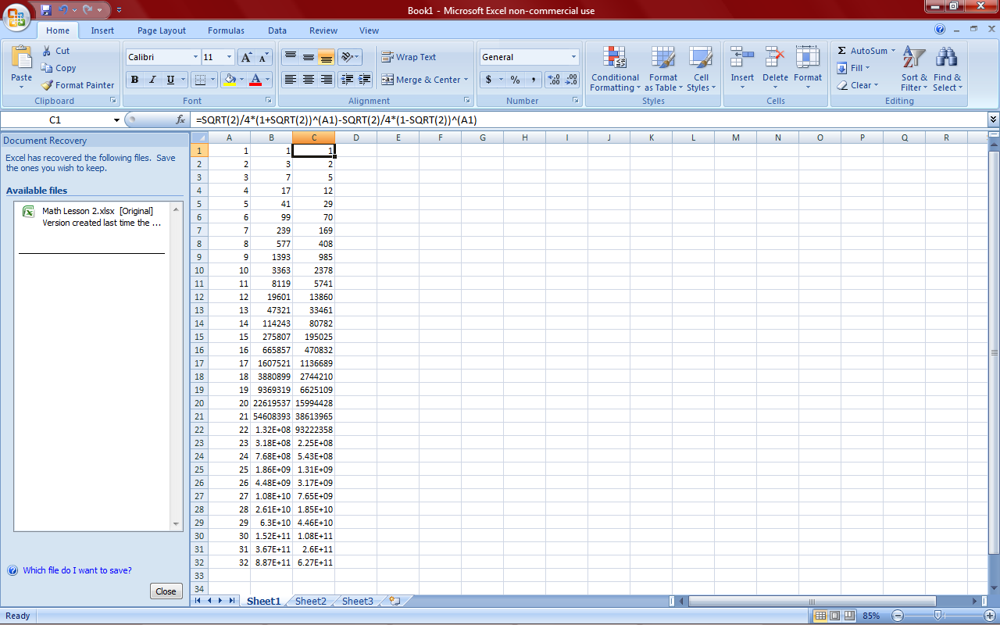 Book1 - Microsoft Excel non-commercial use
Home Insert Page Layout Formulas Data Review View
Paste Cut Copy Format Painter Clipboard
Calibri 11 A A B I U A Font
Wrap Text Merge & Center Alignment
General $ % , .00 .0 Number
Conditional Formatting Format as Table Cell Styles Styles
Insert Delete Format Cells
Σ AutoSum Fill Clear Sort & Filter Find & Select Editing
C1 fx =SQRT(2)/4*(1+SQRT(2))^(A1)-SQRT(2)/4*(1-SQRT(2))^(A1)
Document Recovery
Excel has recovered the following files. Save
the ones you wish to keep.
Available files
Math Lesson 2.xlsx [Original]
Version created last time the ...
Which file do I want to save?
Close
A B C D E F G H I J K L M N O P Q R
1 1 1 1
2 2 3 2
3 3 7 5
4 4 17 12
5 5 41 29
6 6 99 70
7 7 239 169
8 8 577 408
9 9 1393 985
10 10 3363 2378
11 11 8119 5741
12 12 19601 13860
13 13 47321 33461
14 14 114243 80782
15 15 275807 195025
16 16 665857 470832
17 17 1607521 1136689
18 18 3880899 2744210
19 19 9369319 6625109
20 20 22619537 15994428
21 21 54608393 38613965
22 22 1.32E+08 93222358
23 23 3.18E+08 2.25E+08
24 24 7.68E+08 5.43E+08
25 25 1.86E+09 1.31E+09
26 26 4.48E+09 3.17E+09
27 27 1.08E+10 7.65E+09
28 28 2.61E+10 1.85E+10
29 29 6.3E+10 4.46E+10
30 30 1.52E+11 1.08E+11
31 31 3.67E+11 2.6E+11
32 32 8.87E+11 6.27E+11
33
34
Sheet1 Sheet2 Sheet3
Ready 85%